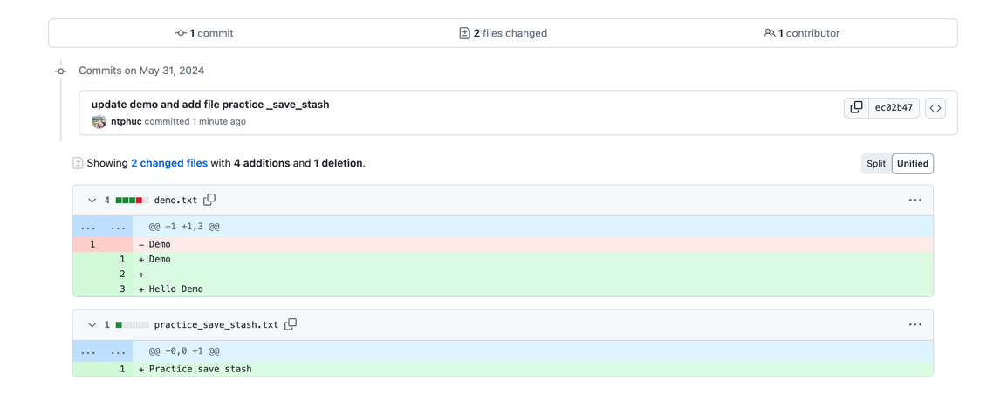 1 commit
2 files changed
1 contributor
Commits on May 31, 2024
update demo and add file practice _save_stash
ec02b47
ntphuc committed 1 minute ago
Showing 2 changed files with 4 additions and 1 deletion.
Split Unified
4 demo.txt
... ... @@ -1 +1,3 @@
1 - Demo
1 + Demo
2 +
3 + Hello Demo
1 practice_save_stash.txt
... ... @@ -0,0 +1 @@
1 + Practice save stash